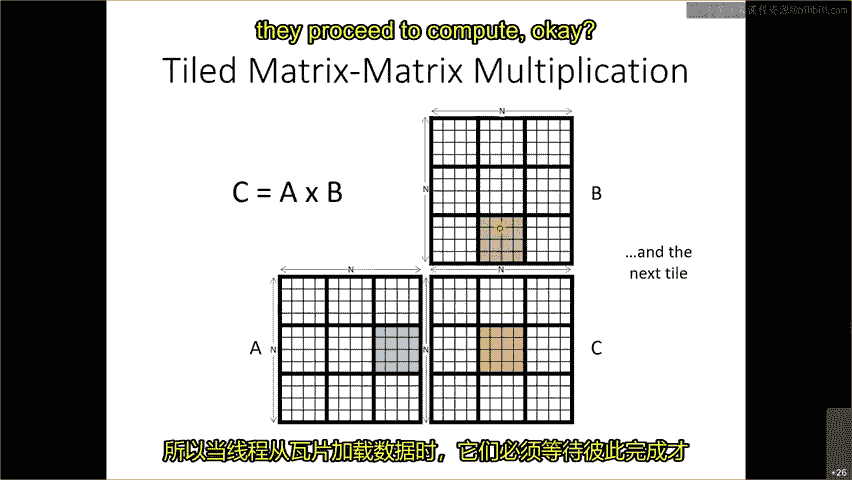 they proceed to compute, okay?
Tiled Matrix-Matrix Multiplication
N
N
B
C = A x B
...and the
next tile
N
N
A
N
N
C
所以当线程从瓦片加载数据时，它们必须等待彼此完成才
+26